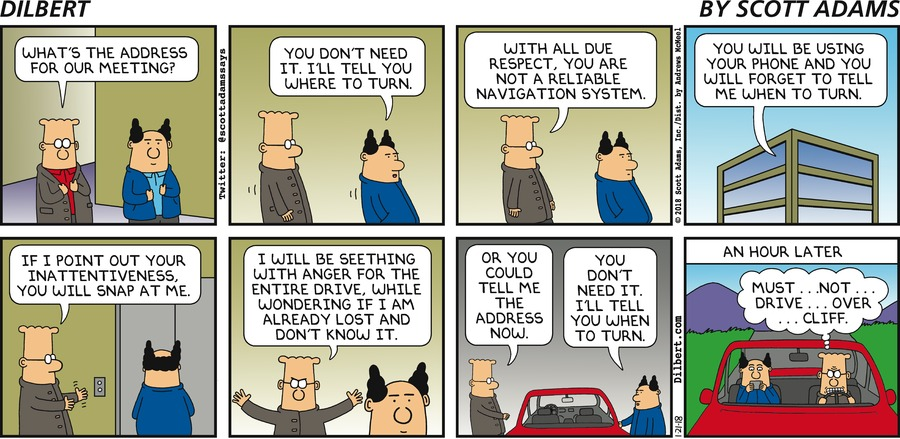 DILBERT
BY SCOTT ADAMS
WHAT'S THE ADDRESS
FOR OUR MEETING?
Twitter: @scottadamssays
YOU DON'T NEED
IT. I'LL TELL YOU
WHERE TO TURN.
WITH ALL DUE
RESPECT, YOU ARE
NOT A RELIABLE
NAVIGATION SYSTEM.
© 2018 Scott Adams, Inc./Dist. by Andrews McMeel
YOU WILL BE USING
YOUR PHONE AND YOU
WILL FORGET TO TELL
ME WHEN TO TURN.
IF I POINT OUT YOUR
INATTENTIVENESS,
YOU WILL SNAP AT ME.
I WILL BE SEETHING
WITH ANGER FOR THE
ENTIRE DRIVE, WHILE
WONDERING IF I AM
ALREADY LOST AND
DON'T KNOW IT.
OR YOU
COULD
TELL ME
THE
ADDRESS
NOW.
YOU
DON'T
NEED IT.
I'LL TELL
YOU WHEN
TO TURN.
1-21-18
Dilbert.com
AN HOUR LATER
MUST ...NOT ...
DRIVE ... OVER
... CLIFF.